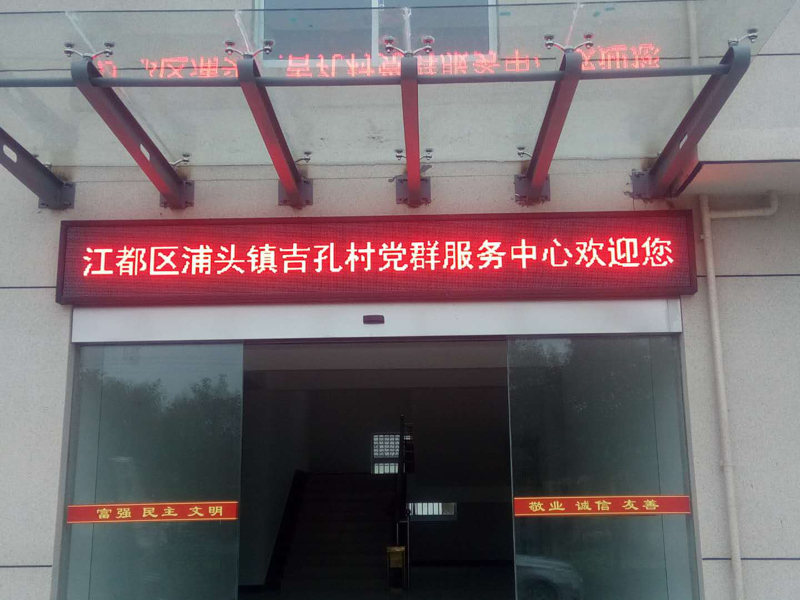 江都区浦头镇吉孔村党群服务中心欢迎您
富强 民主 文明
敬业 诚信 友善